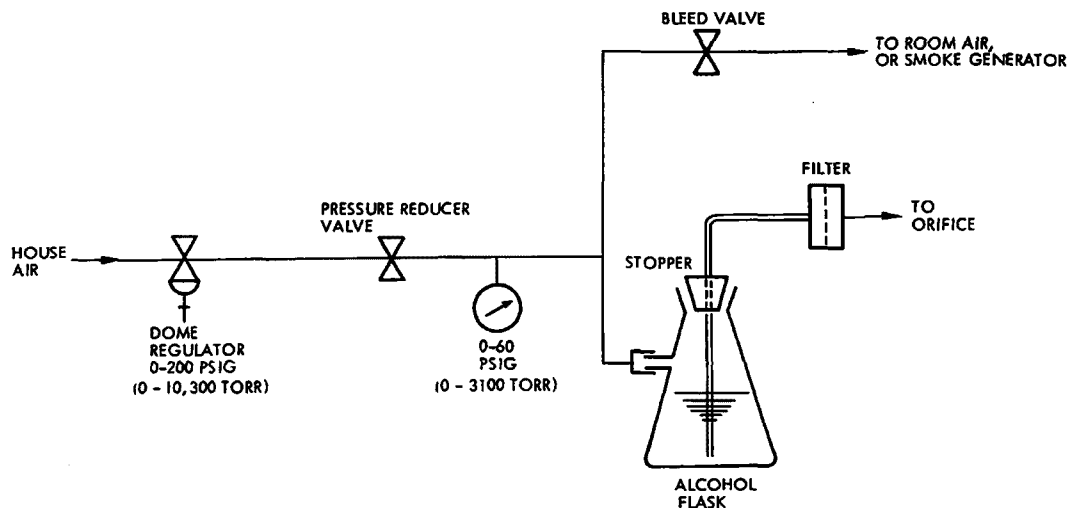 BLEED VALVE
TO ROOM AIR,
OR SMOKE GENERATOR
FILTER
TO
ORIFICE
PRESSURE REDUCER
VALVE
HOUSE
AIR
STOPPER
DOME
REGULATOR
0-200 PSIG
(0 - 10,300 TORR)
0-60
PSIG
(0 - 3100 TORR)
ALCOHOL
FLASK